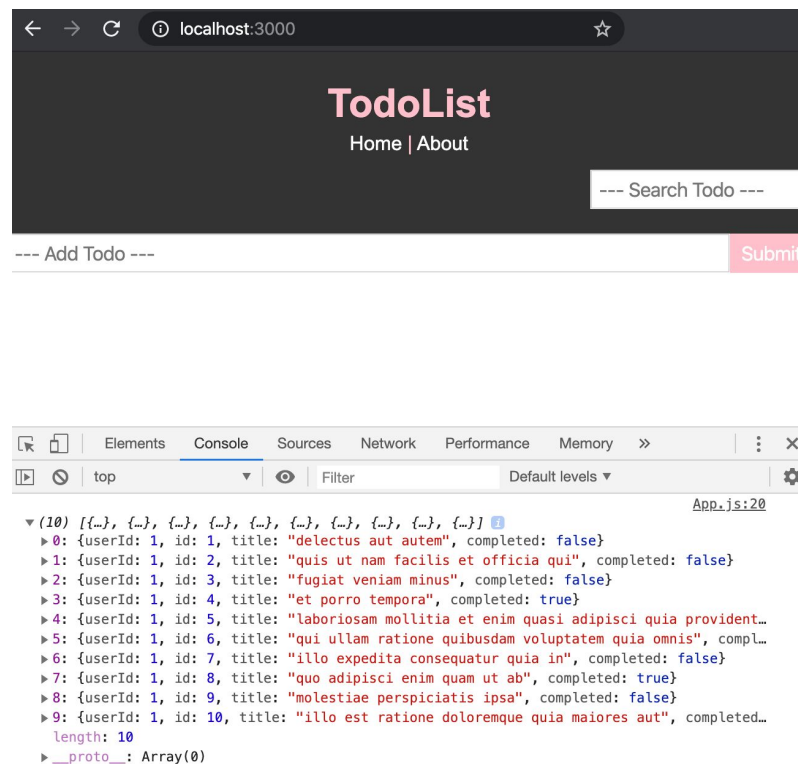 localhost:3000
TodoList
Home | About
--- Search Todo ---
--- Add Todo --- Submit
Elements Console Sources Network Performance Memory »
top Filter Default levels ▼
App.js:20
(10) [{…}, {…}, {…}, {…}, {…}, {…}, {…}, {…}, {…}, {…}] i
0: {userId: 1, id: 1, title: "delectus aut autem", completed: false}
1: {userId: 1, id: 2, title: "quis ut nam facilis et officia qui", completed: false}
2: {userId: 1, id: 3, title: "fugiat veniam minus", completed: false}
3: {userId: 1, id: 4, title: "et porro tempora", completed: true}
4: {userId: 1, id: 5, title: "laboriosam mollitia et enim quasi adipisci quia provident…
5: {userId: 1, id: 6, title: "qui ullam ratione quibusdam voluptatem quia omnis", compl…
6: {userId: 1, id: 7, title: "illo expedita consequatur quia in", completed: false}
7: {userId: 1, id: 8, title: "quo adipisci enim quam ut ab", completed: true}
8: {userId: 1, id: 9, title: "molestiae perspiciatis ipsa", completed: false}
9: {userId: 1, id: 10, title: "illo est ratione doloremque quia maiores aut", completed…
length: 10
__proto__: Array(0)